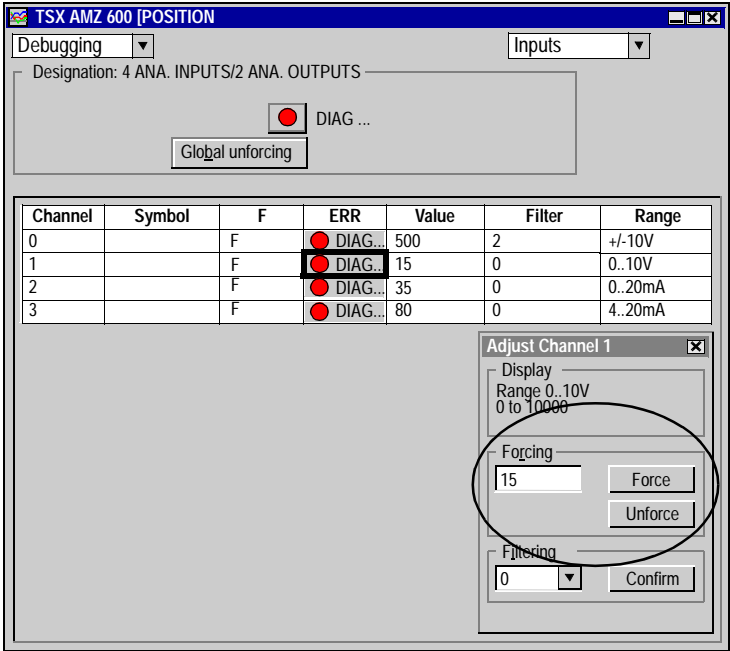 TSX AMZ 600 [POSITION
Debugging Inputs
Designation: 4 ANA. INPUTS/2 ANA. OUTPUTS
DIAG ...
Global unforcing
Channel Symbol F ERR Value Filter Range
0 F DIAG... 500 2 +/-10V
1 F DIAG... 15 0 0..10V
2 F DIAG... 35 0 0..20mA
3 F DIAG... 80 0 4..20mA
Adjust Channel 1
Display
Range 0..10V
0 to 10000
Forcing
15 Force
Unforce
Filtering
0 Confirm